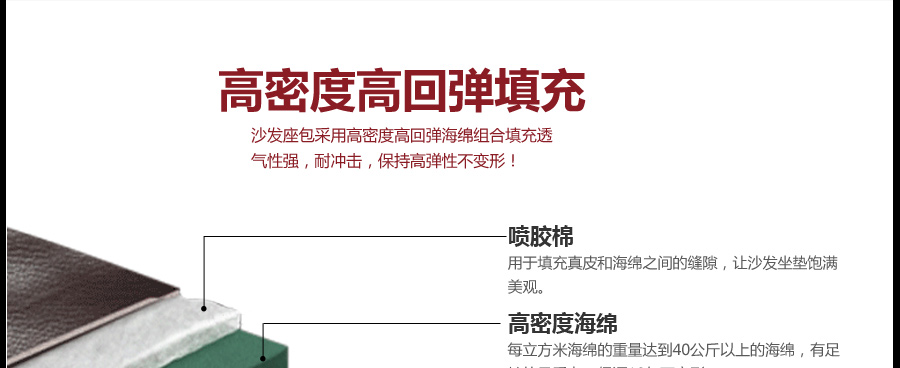 高密度高回弹填充
沙发座包采用高密度高回弹海绵组合填充透
气性强，耐冲击，保持高弹性不变形！
喷胶棉
用于填充真皮和海绵之间的缝隙，让沙发坐垫饱满
美观。
高密度海绵
每立方米海绵的重量达到40公斤以上的海绵，有足